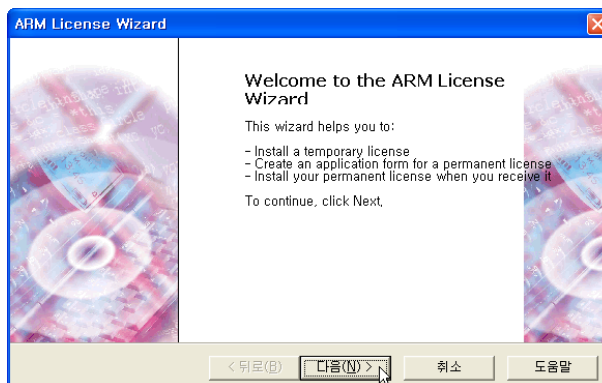 ARM License Wizard
Welcome to the ARM License
Wizard
This wizard helps you to:
- Install a temporary license
- Create an application form for a permanent license
- Install your permanent license when you receive it
To continue, click Next,
< 뒤로(B) 다음(N) > 취소 도움말